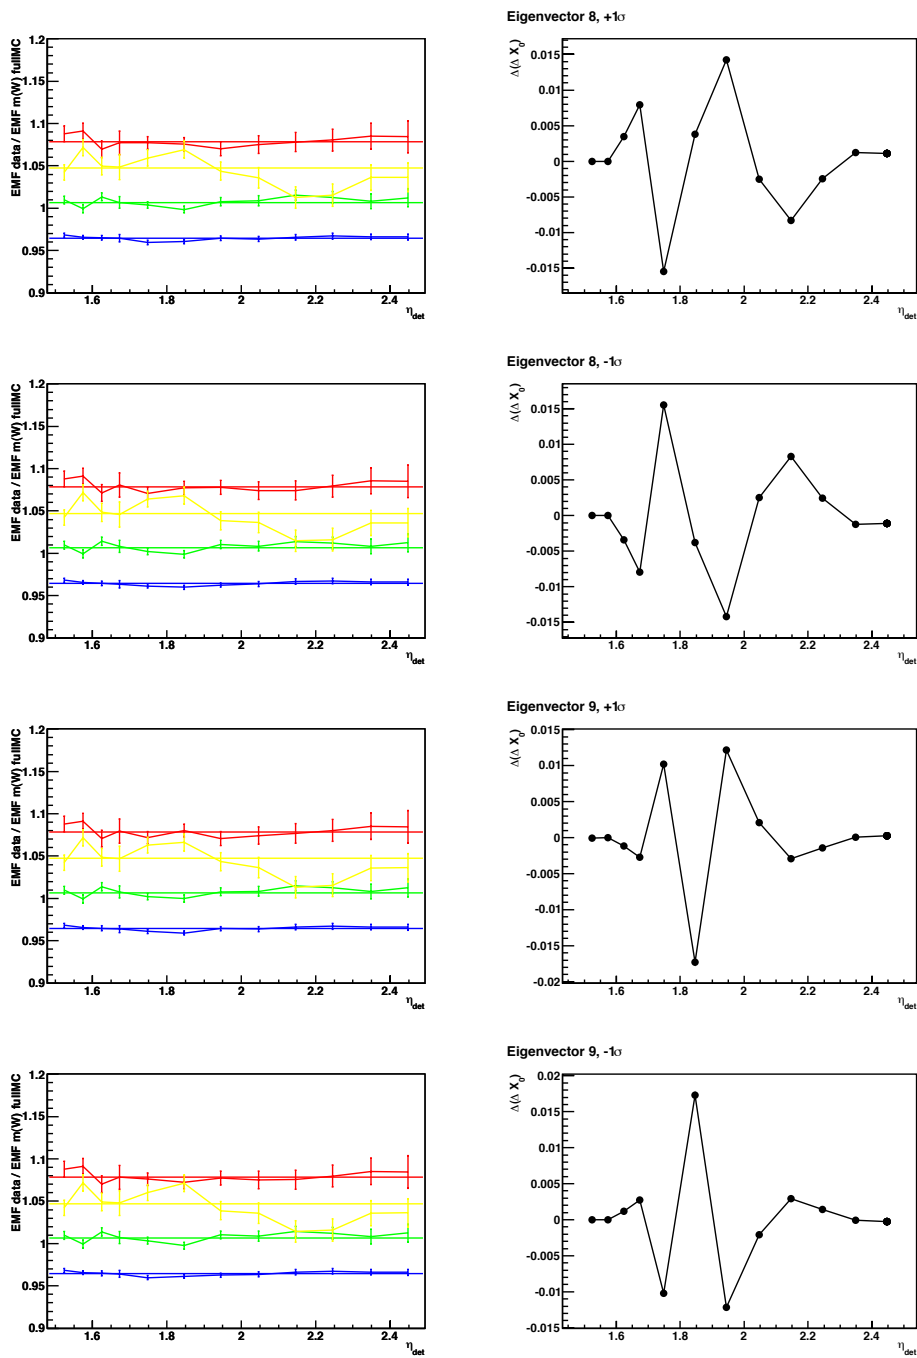 Eigenvector 8, +1σ
EMF data / EMF m(W) fullMC
1.2
1.15
1.1
1.05
1
0.95
0.9
1.6 1.8 2 2.2 2.4
η_det
Δ(Δ X_0)
0.015
0.01
0.005
0
-0.005
-0.01
-0.015
1.6 1.8 2 2.2 2.4
η_det
Eigenvector 8, -1σ
EMF data / EMF m(W) fullMC
1.2
1.15
1.1
1.05
1
0.95
0.9
1.6 1.8 2 2.2 2.4
η_det
Δ(Δ X_0)
0.015
0.01
0.005
0
-0.005
-0.01
-0.015
1.6 1.8 2 2.2 2.4
η_det
Eigenvector 9, +1σ
EMF data / EMF m(W) fullMC
1.2
1.15
1.1
1.05
1
0.95
0.9
1.6 1.8 2 2.2 2.4
η_det
Δ(Δ X_0)
0.015
0.01
0.005
0
-0.005
-0.01
-0.015
-0.02
1.6 1.8 2 2.2 2.4
η_det
Eigenvector 9, -1σ
EMF data / EMF m(W) fullMC
1.2
1.15
1.1
1.05
1
0.95
0.9
1.6 1.8 2 2.2 2.4
η_det
Δ(Δ X_0)
0.02
0.015
0.01
0.005
0
-0.005
-0.01
-0.015
1.6 1.8 2 2.2 2.4
η_det